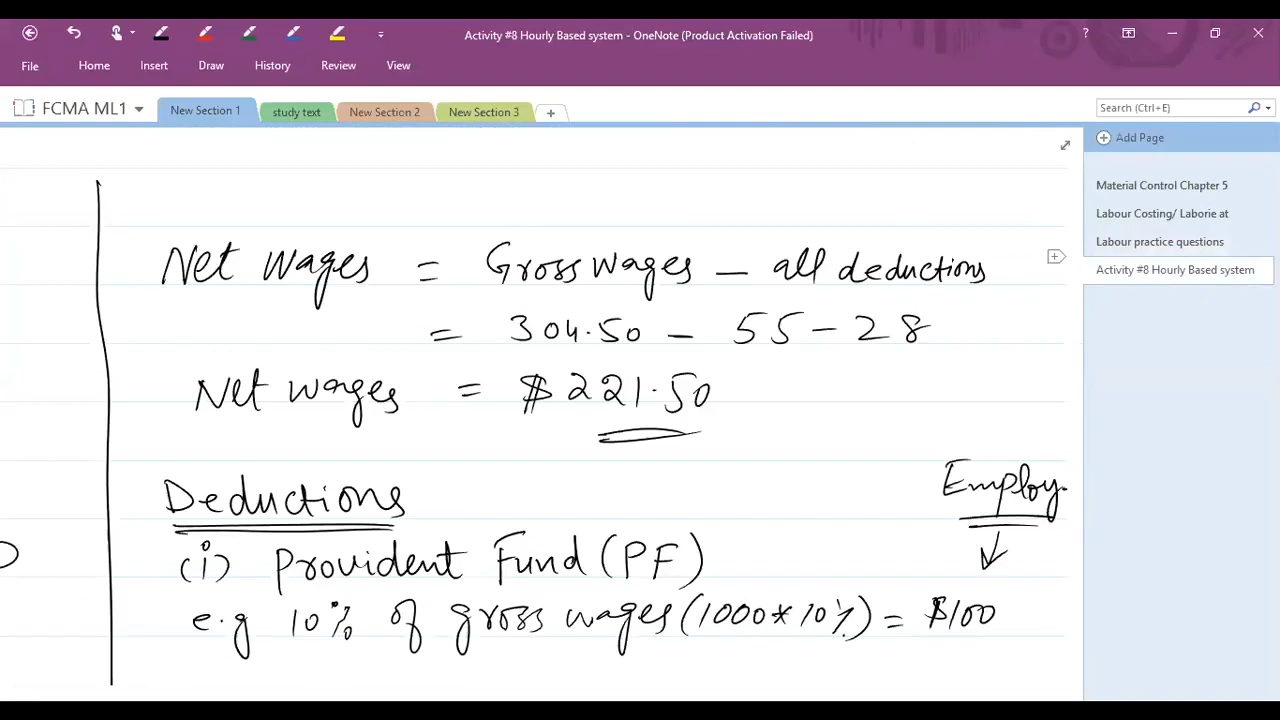 Activity #8 Hourly Based system - OneNote (Product Activation Failed)
?
File Home Insert Draw History Review View
FCMA ML1 New Section 1 study text New Section 2 New Section 3
Search (Ctrl+E)
Add Page
Material Control Chapter 5
Labour Costing/ Laborie at
Labour practice questions
Activity #8 Hourly Based system
Net wages = Gross wages - all deductions
= 304.50 - 55 - 28
Net wages = $221.50
Deductions
Employ.
(i) Provident Fund (PF)
e.g 10% of gross wages (1000*10%) = $100